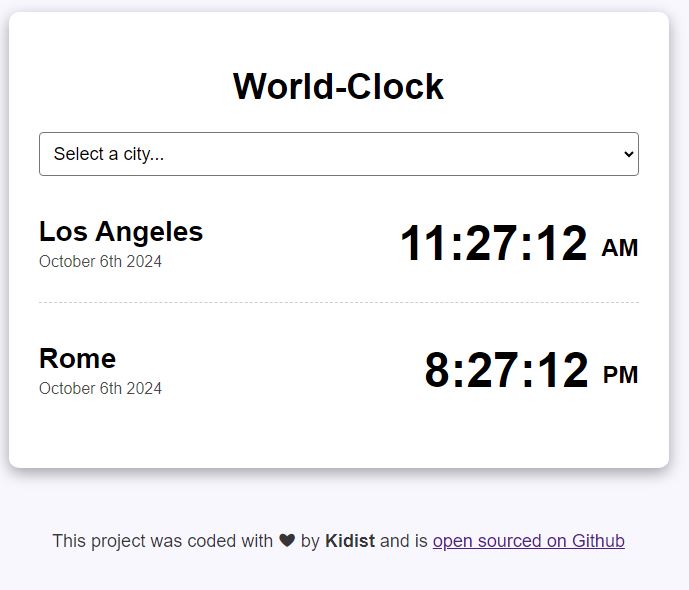 World-Clock
Select a city...
Los Angeles
11:27:12 AM
October 6th 2024
Rome
8:27:12 PM
October 6th 2024
This project was coded with 🖤 by Kidist and is open sourced on Github